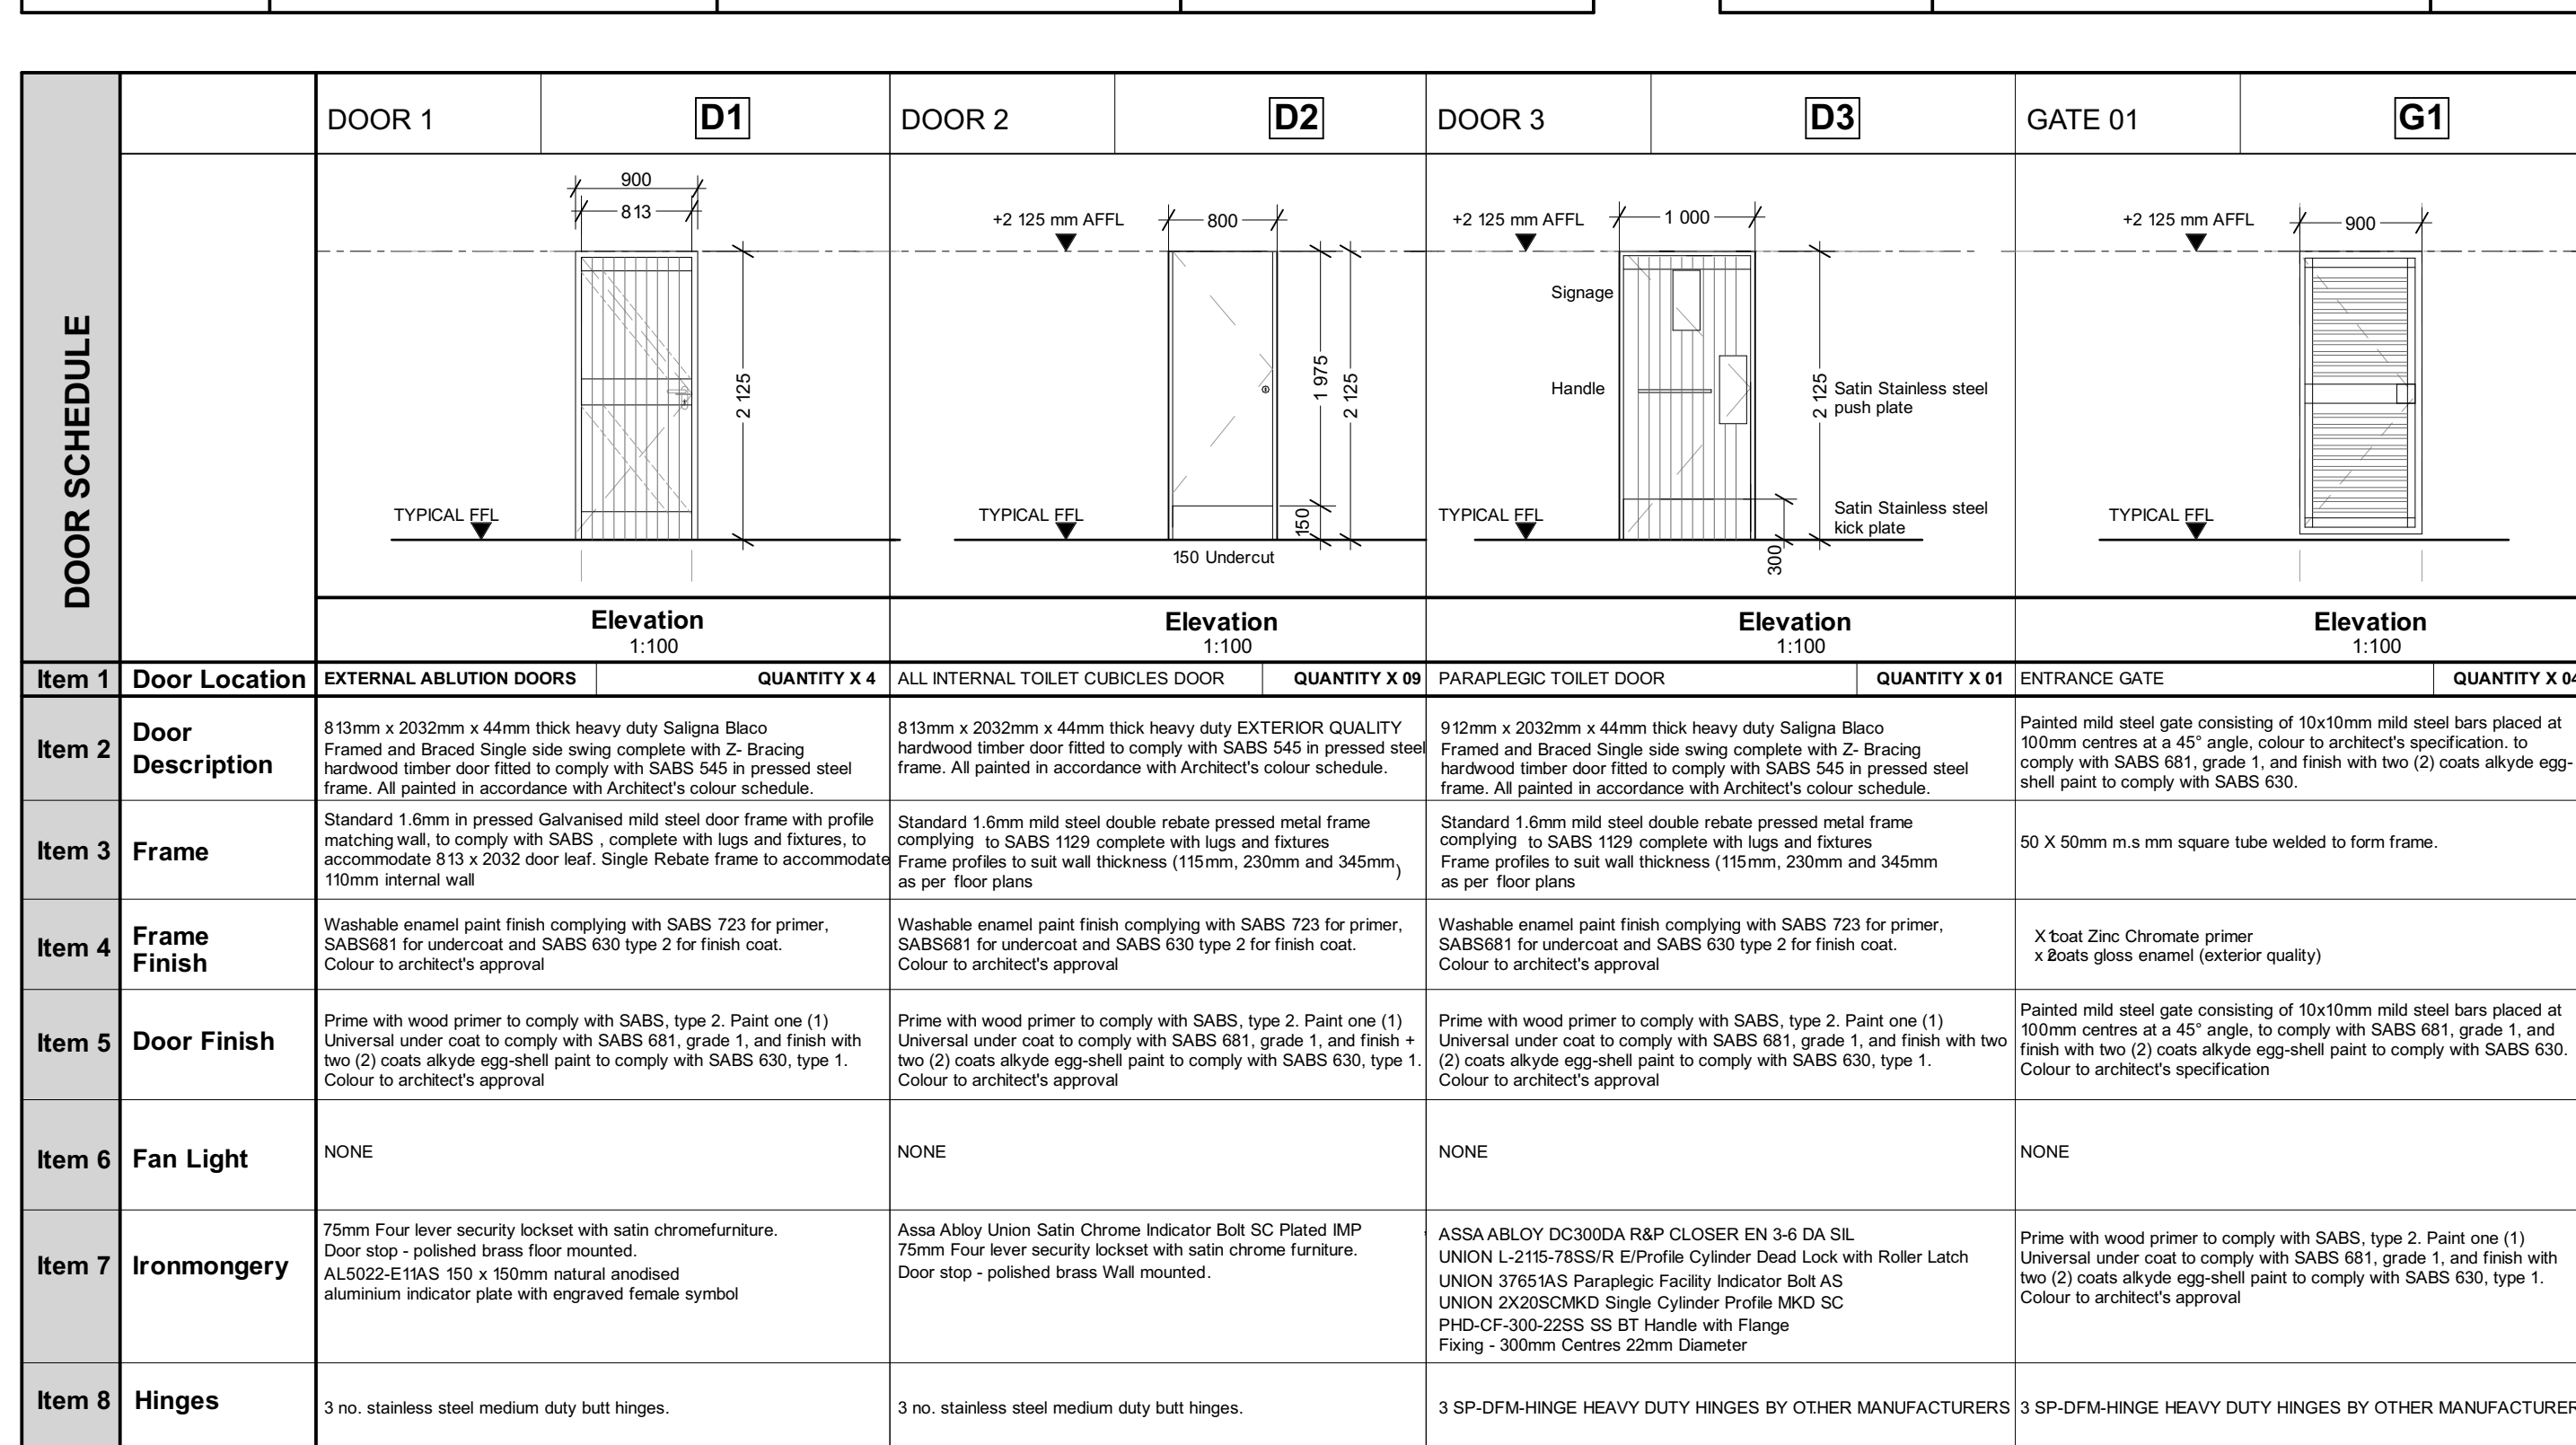 DOOR SCHEDULE
DOOR 1
D1
DOOR 2
D2
DOOR 3
D3
GATE 01
G1
900
813
2 125
TYPICAL FFL
+2 125 mm AFFL
800
1 975
2 125
150
TYPICAL FFL
150 Undercut
+2 125 mm AFFL
1 000
Signage
Handle
2 125
Satin Stainless steel
push plate
Satin Stainless steel
kick plate
TYPICAL FFL
300
+2 125 mm AFFL
900
TYPICAL FFL
Elevation
1:100
Elevation
1:100
Elevation
1:100
Elevation
1:100
Item 1
Door Location
EXTERNAL ABLUTION DOORS
QUANTITY X 4
ALL INTERNAL TOILET CUBICLES DOOR
QUANTITY X 09
PARAPLEGIC TOILET DOOR
QUANTITY X 01
ENTRANCE GATE
QUANTITY X 04
Item 2
Door
Description
813mm x 2032mm x 44mm thick heavy duty Saligna Blaco
Framed and Braced Single side swing complete with Z- Bracing
hardwood timber door fitted to comply with SABS 545 in pressed steel
frame. All painted in accordance with Architect's colour schedule.
813mm x 2032mm x 44mm thick heavy duty EXTERIOR QUALITY
hardwood timber door fitted to comply with SABS 545 in pressed steel
frame. All painted in accordance with Architect's colour schedule.
912mm x 2032mm x 44mm thick heavy duty Saligna Blaco
Framed and Braced Single side swing complete with Z- Bracing
hardwood timber door fitted to comply with SABS 545 in pressed steel
frame. All painted in accordance with Architect's colour schedule.
Painted mild steel gate consisting of 10x10mm mild steel bars placed at
100mm centres at a 45° angle, colour to architect's specification. to
comply with SABS 681, grade 1, and finish with two (2) coats alkyde egg-
shell paint to comply with SABS 630.
Item 3
Frame
Standard 1.6mm in pressed Galvanised mild steel door frame with profile
matching wall, to comply with SABS , complete with lugs and fixtures, to
accommodate 813 x 2032 door leaf. Single Rebate frame to accommodate
110mm internal wall
Standard 1.6mm mild steel double rebate pressed metal frame
complying to SABS 1129 complete with lugs and fixtures
Frame profiles to suit wall thickness (115mm, 230mm and 345mm )
as per floor plans
Standard 1.6mm mild steel double rebate pressed metal frame
complying to SABS 1129 complete with lugs and fixtures
Frame profiles to suit wall thickness (115mm, 230mm and 345mm
as per floor plans
50 X 50mm m.s mm square tube welded to form frame.
Item 4
Frame
Finish
Washable enamel paint finish complying with SABS 723 for primer,
SABS681 for undercoat and SABS 630 type 2 for finish coat.
Colour to architect's approval
Washable enamel paint finish complying with SABS 723 for primer,
SABS681 for undercoat and SABS 630 type 2 for finish coat.
Colour to architect's approval
Washable enamel paint finish complying with SABS 723 for primer,
SABS681 for undercoat and SABS 630 type 2 for finish coat.
Colour to architect's approval
X 1 coat Zinc Chromate primer
x 2 coats gloss enamel (exterior quality)
Item 5
Door Finish
Prime with wood primer to comply with SABS, type 2. Paint one (1)
Universal under coat to comply with SABS 681, grade 1, and finish with
two (2) coats alkyde egg-shell paint to comply with SABS 630, type 1.
Colour to architect's approval
Prime with wood primer to comply with SABS, type 2. Paint one (1)
Universal under coat to comply with SABS 681, grade 1, and finish +
two (2) coats alkyde egg-shell paint to comply with SABS 630, type 1.
Colour to architect's approval
Prime with wood primer to comply with SABS, type 2. Paint one (1)
Universal under coat to comply with SABS 681, grade 1, and finish with two
(2) coats alkyde egg-shell paint to comply with SABS 630, type 1.
Colour to architect's approval
Painted mild steel gate consisting of 10x10mm mild steel bars placed at
100mm centres at a 45° angle, to comply with SABS 681, grade 1, and
finish with two (2) coats alkyde egg-shell paint to comply with SABS 630.
Colour to architect's specification
Item 6
Fan Light
NONE
NONE
NONE
NONE
Item 7
Ironmongery
75mm Four lever security lockset with satin chromefurniture.
Door stop - polished brass floor mounted.
AL5022-E11AS 150 x 150mm natural anodised
aluminium indicator plate with engraved female symbol
Assa Abloy Union Satin Chrome Indicator Bolt SC Plated IMP
75mm Four lever security lockset with satin chrome furniture.
Door stop - polished brass Wall mounted.
ASSA ABLOY DC300DA R&P CLOSER EN 3-6 DA SIL
UNION L-2115-78SS/R E/Profile Cylinder Dead Lock with Roller Latch
UNION 37651AS Paraplegic Facility Indicator Bolt AS
UNION 2X20SCMKD Single Cylinder Profile MKD SC
PHD-CF-300-22SS SS BT Handle with Flange
Fixing - 300mm Centres 22mm Diameter
Prime with wood primer to comply with SABS, type 2. Paint one (1)
Universal under coat to comply with SABS 681, grade 1, and finish with
two (2) coats alkyde egg-shell paint to comply with SABS 630, type 1.
Colour to architect's approval
Item 8
Hinges
3 no. stainless steel medium duty butt hinges.
3 no. stainless steel medium duty butt hinges.
3 SP-DFM-HINGE HEAVY DUTY HINGES BY OT.HER MANUFACTURERS
3 SP-DFM-HINGE HEAVY DUTY HINGES BY OTHER MANUFACTURER